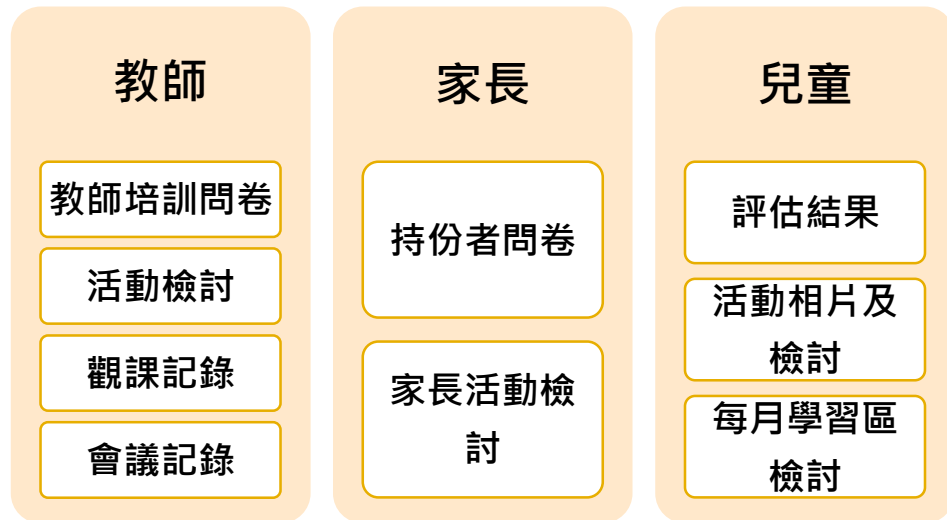 教師
教師培訓問卷
活動檢討
觀課記錄
會議記錄
家長
持份者問卷
家長活動檢
討
兒童
評估結果
活動相片及
檢討
每月學習區
檢討